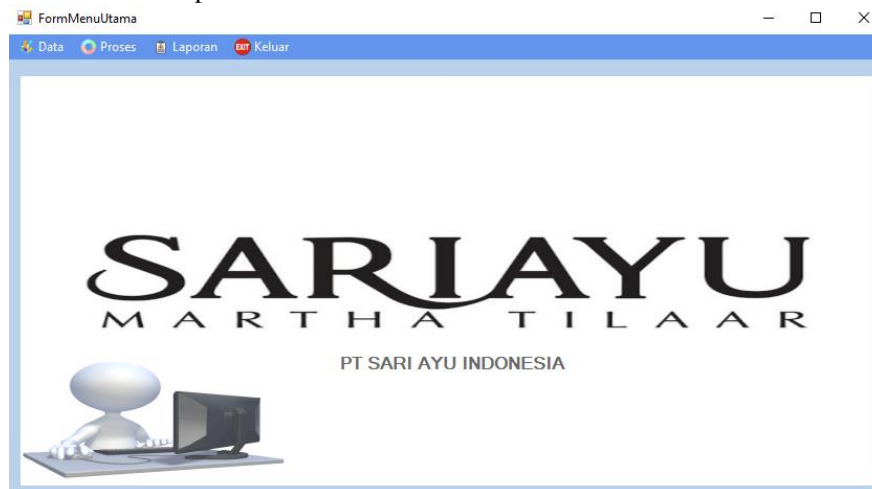 FormMenuUtama
Data Proses Laporan EXIT Keluar
SARIAYU
MARTHA TILAAR
PT SARI AYU INDONESIA